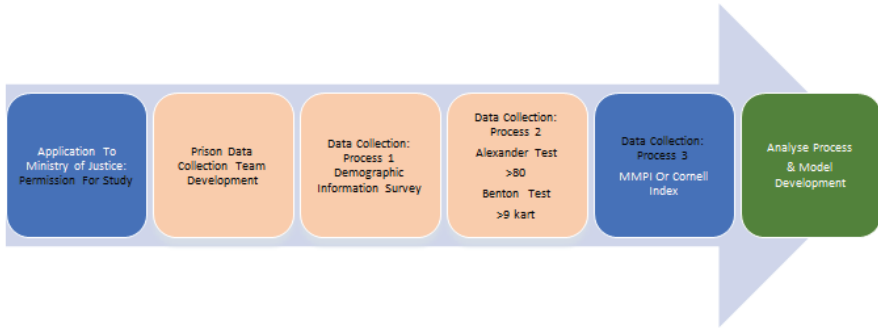 Application To
Ministry of Justice:
Permission For Study
Prison Data
Collection Team
Development
Data Collection:
Process 1
Demographic
Information Survey
Data Collection:
Process 2
Alexander Test
>80
Benton Test
>9 kart
Data Collection:
Process 3
MMPI Or Cornell
Index
Analyse Process
& Model
Development